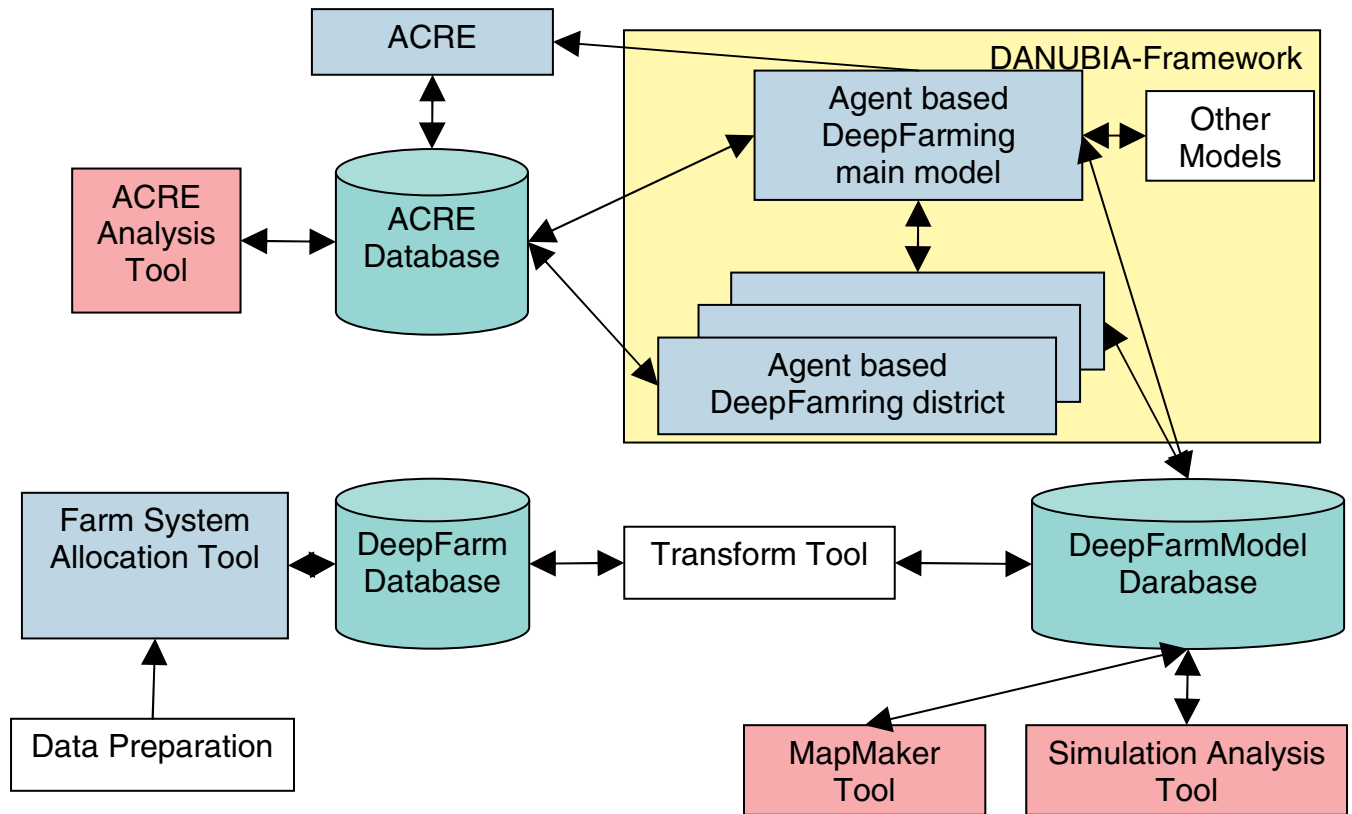 ACRE
DANUBIA-Framework
Agent based
DeepFarming
main model
Other
Models
ACRE
Analysis
Tool
ACRE
Database
Agent based
DeepFamring district
Farm System
Allocation Tool
DeepFarm
Database
Transform Tool
DeepFarmModel
Darabase
Data Preparation
MapMaker
Tool
Simulation Analysis
Tool